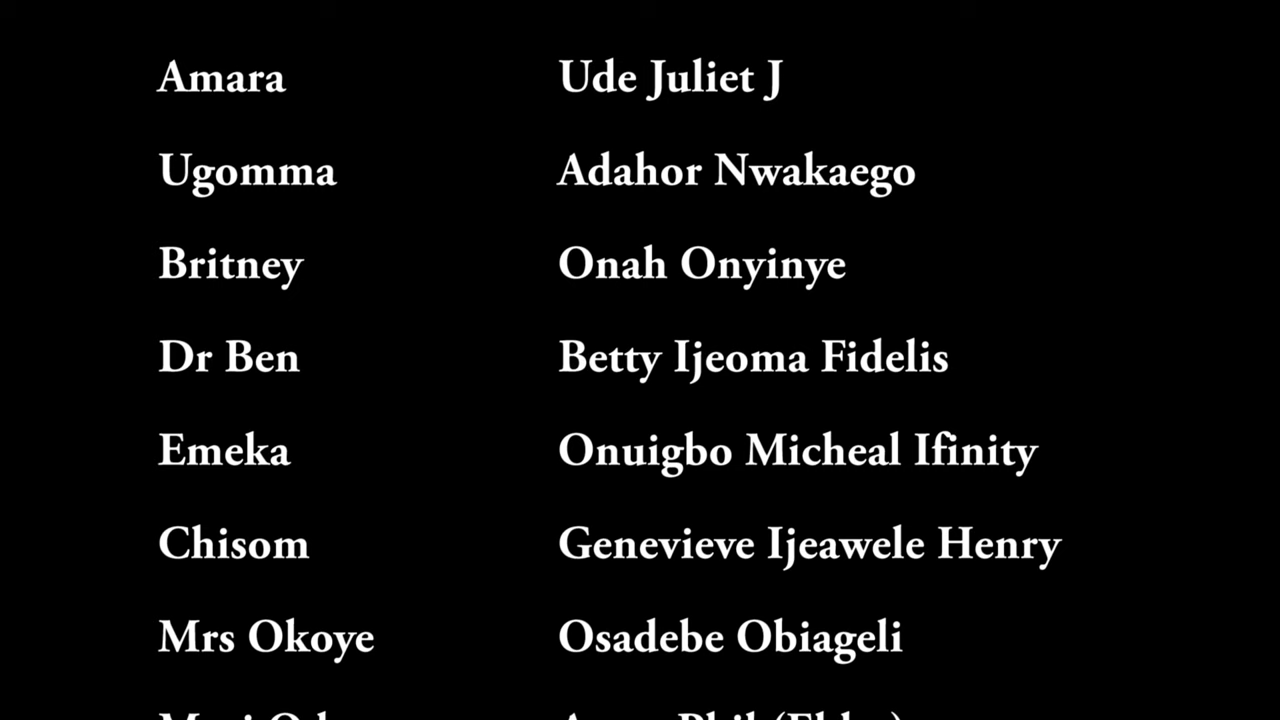 Amara Ude Juliet J
Ugomma Adahor Nwakaego
Britney Onah Onyinye
Dr Ben Betty Ijeoma Fidelis
Emeka Onuigbo Micheal Ifinity
Chisom Genevieve Ijeawele Henry
Mrs Okoye Osadebe Obiageli